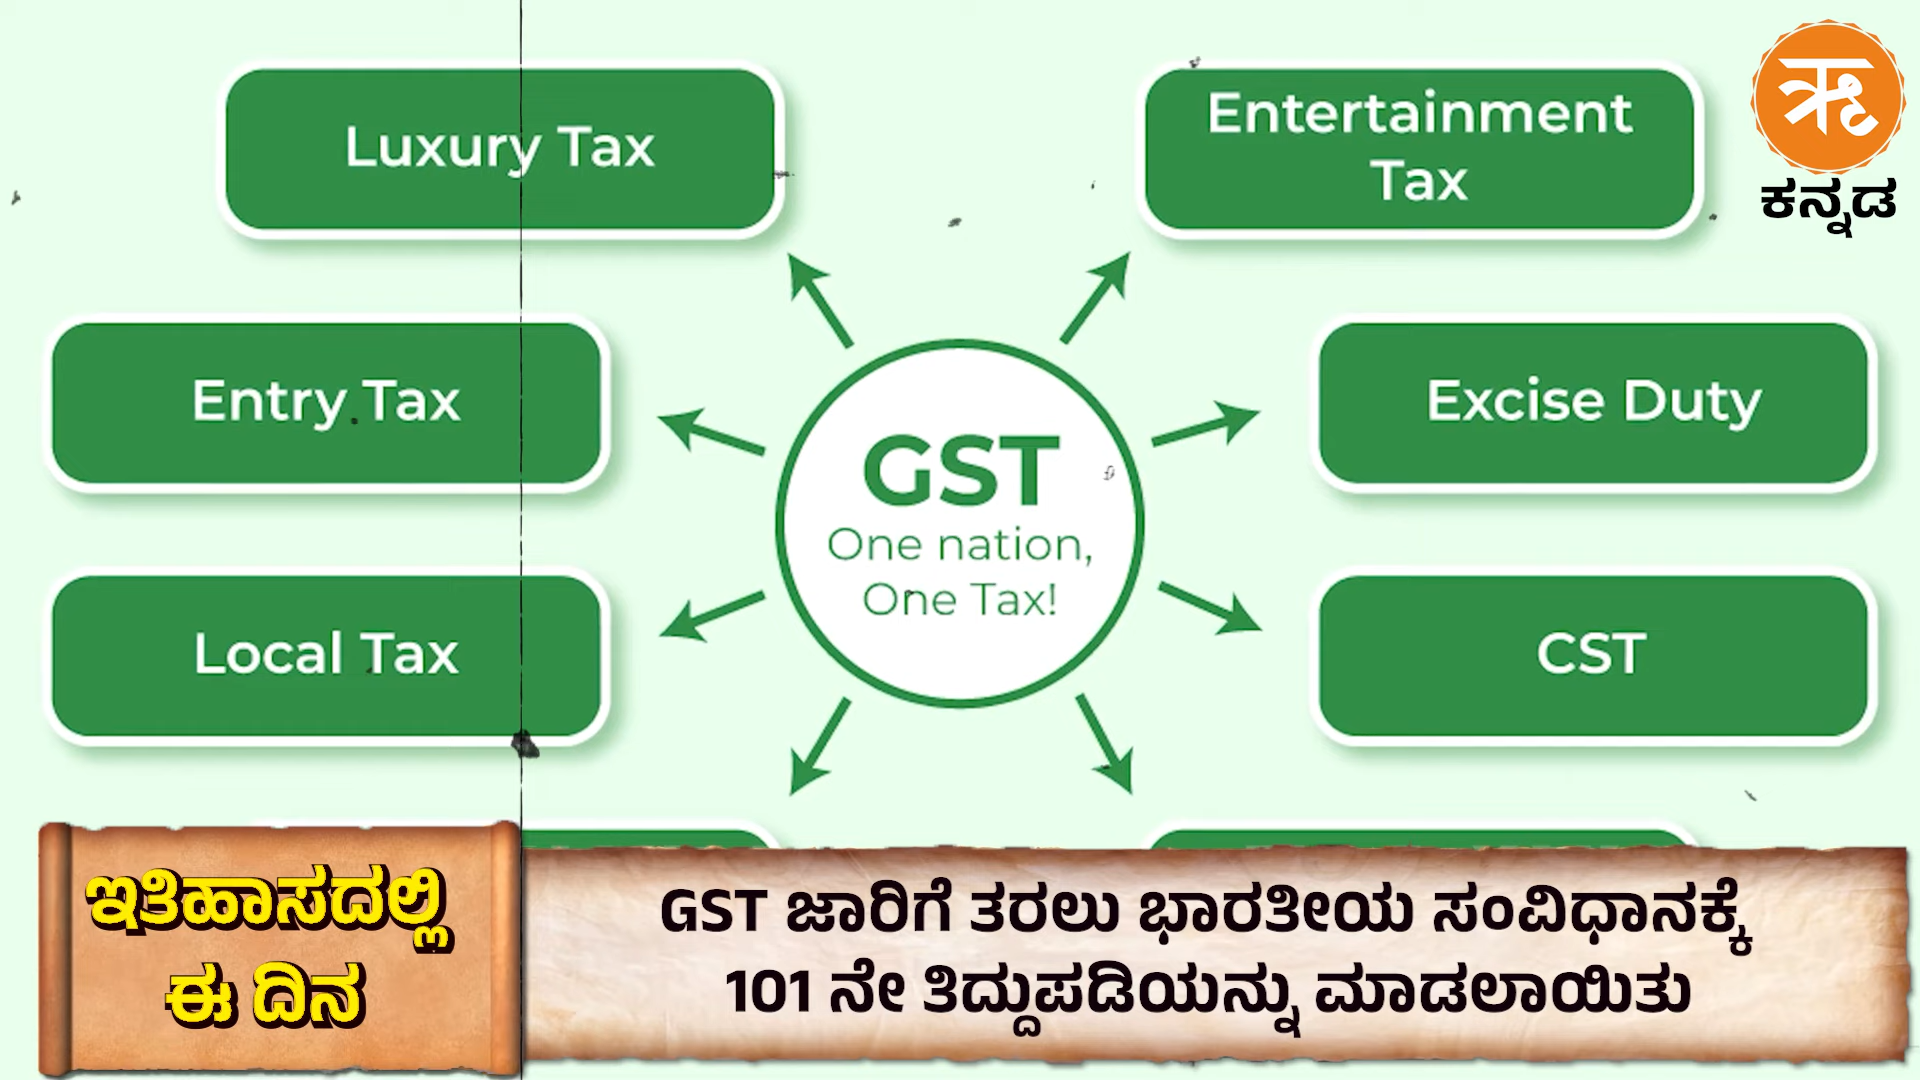 Luxury Tax
Entertainment
Tax
ऋ
ಕನ್ನಡ
Entry Tax
Excise Duty
GST
One nation,
One Tax!
Local Tax
CST
ಇತಿಹಾಸದಲ್ಲಿ
ಈ ದಿನ
GST ಜಾರಿಗೆ ತರಲು ಭಾರತೀಯ ಸಂವಿಧಾನಕ್ಕೆ
101 ನೇ ತಿದ್ದುಪಡಿಯನ್ನು ಮಾಡಲಾಯಿತು